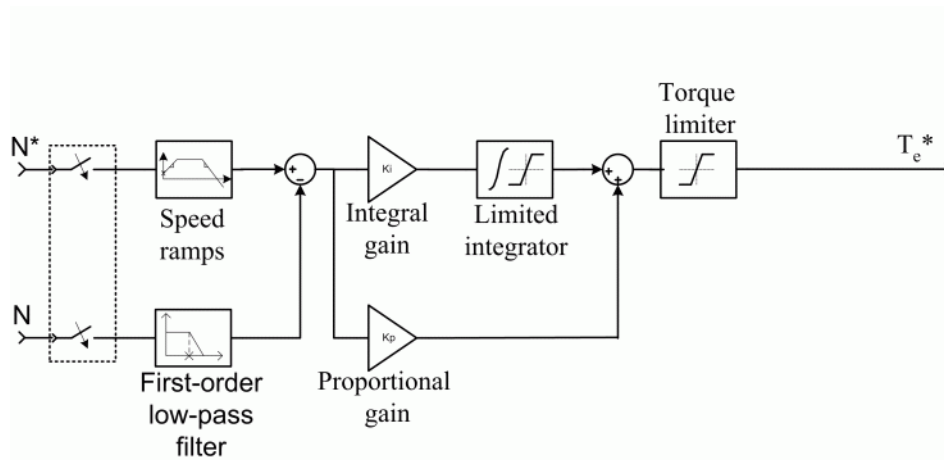 N*
Speed
ramps
+
−
Ki
Integral
gain
Limited
integrator
+
+
Torque
limiter
Te*
N
First-order
low-pass
filter
Kp
Proportional
gain